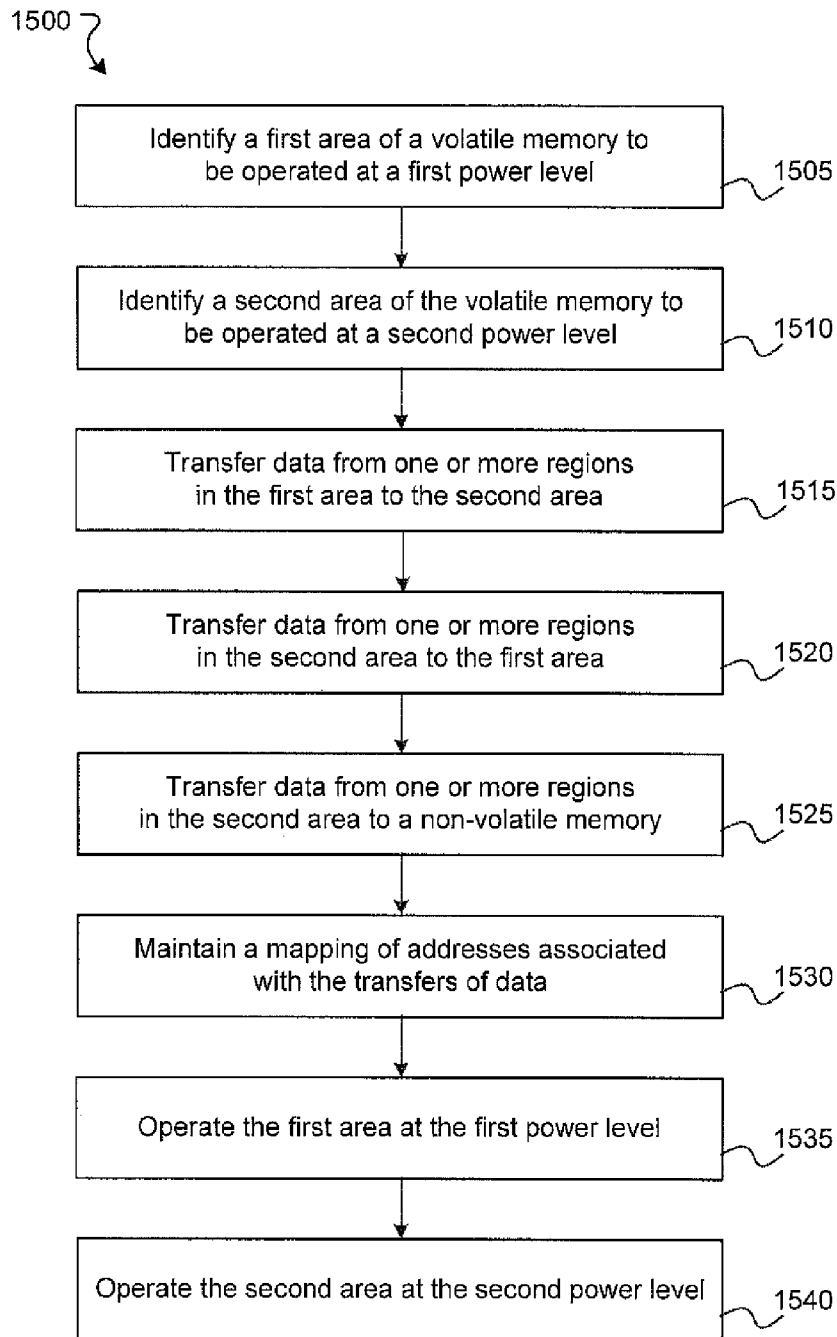 1500
Identify a first area of a volatile memory to
be operated at a first power level
1505
Identify a second area of the volatile memory to
be operated at a second power level
1510
Transfer data from one or more regions
in the first area to the second area
1515
Transfer data from one or more regions
in the second area to the first area
1520
Transfer data from one or more regions
in the second area to a non-volatile memory
1525
Maintain a mapping of addresses associated
with the transfers of data
1530
Operate the first area at the first power level
1535
Operate the second area at the second power level
1540